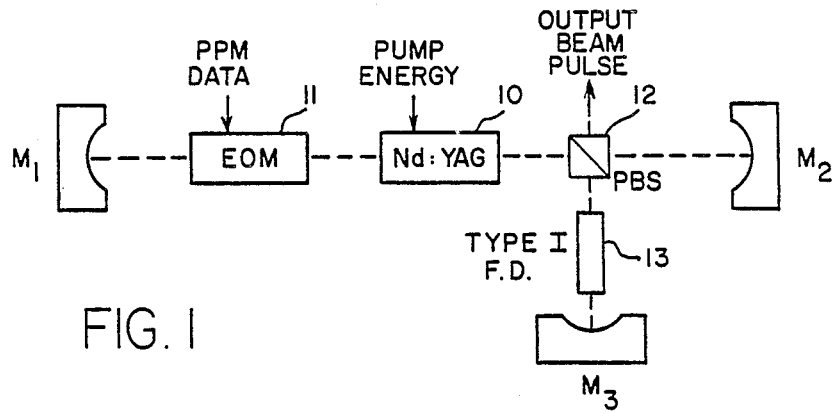 OUTPUT
BEAM
PULSE
PPM
DATA
PUMP
ENERGY
11
10
12
M1
EOM
Nd:YAG
PBS
M2
TYPE I
F.D.
13
FIG. 1
M3